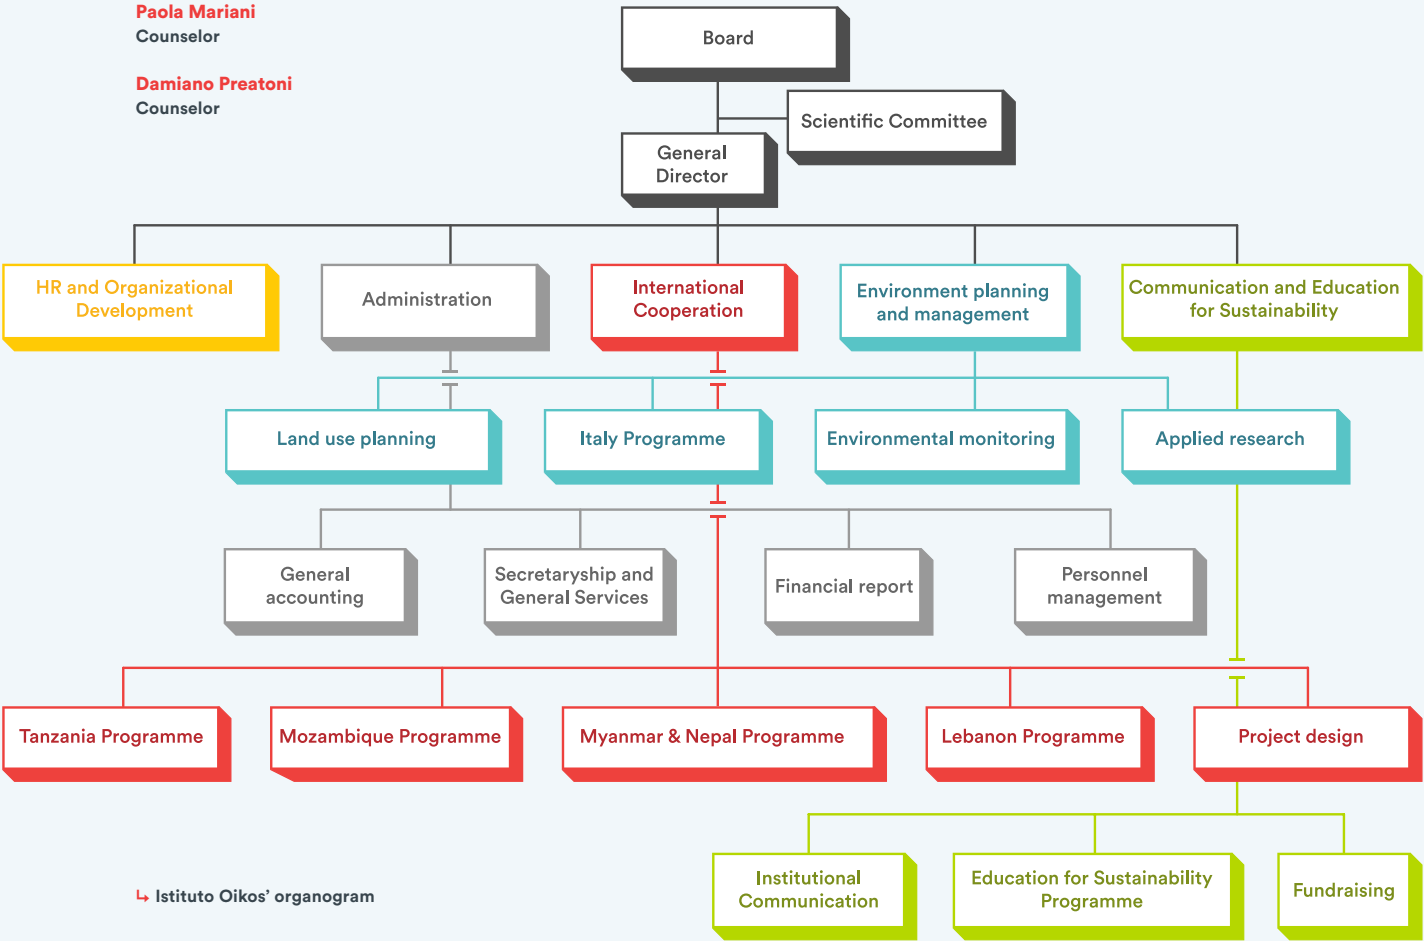 Paola Mariani
Counselor
Damiano Preatoni
Counselor
Board
Scientific Committee
General
Director
HR and Organizational
Development
Administration
International
Cooperation
Environment planning
and management
Communication and Education
for Sustainability
Land use planning
Italy Programme
Environmental monitoring
Applied research
General
accounting
Secretaryship and
General Services
Financial report
Personnel
management
Tanzania Programme
Mozambique Programme
Myanmar & Nepal Programme
Lebanon Programme
Project design
Institutional
Communication
Education for Sustainability
Programme
Fundraising
↳ Istituto Oikos’ organogram